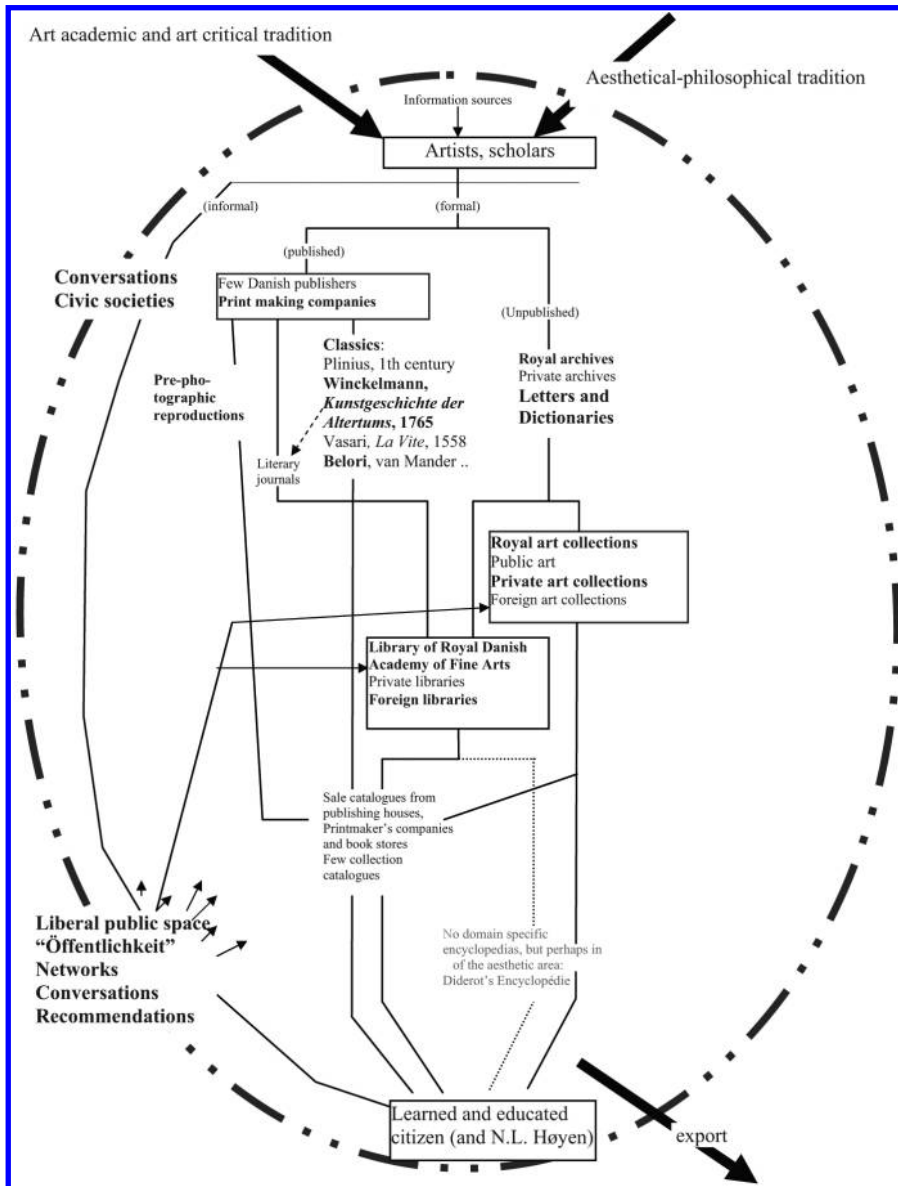 Art academic and art critical tradition
Aesthetical-philosophical tradition
Information sources
Artists, scholars
(informal)
(formal)
(published)
Conversations
Civic societies
Few Danish publishers
Print making companies
(Unpublished)
Classics:
Plinius, 1th century
Winckelmann,
Kunstgeschichte der
Altertums, 1765
Vasari, La Vite, 1558
Belori, van Mander ..
Royal archives
Private archives
Letters and
Dictionaries
Pre-pho-
tographic
reproductions
Literary
journals
Royal art collections
Public art
Private art collections
Foreign art collections
Library of Royal Danish
Academy of Fine Arts
Private libraries
Foreign libraries
Sale catalogues from
publishing houses,
Printmaker's companies
and book stores
Few collection
catalogues
Liberal public space
“Öffentlichkeit”
Networks
Conversations
Recommendations
No domain specific
encyclopedias, but perhaps in
of the aesthetic area:
Diderot's Encyclopédie
Learned and educated
citizen (and N.L. Høyen)
export